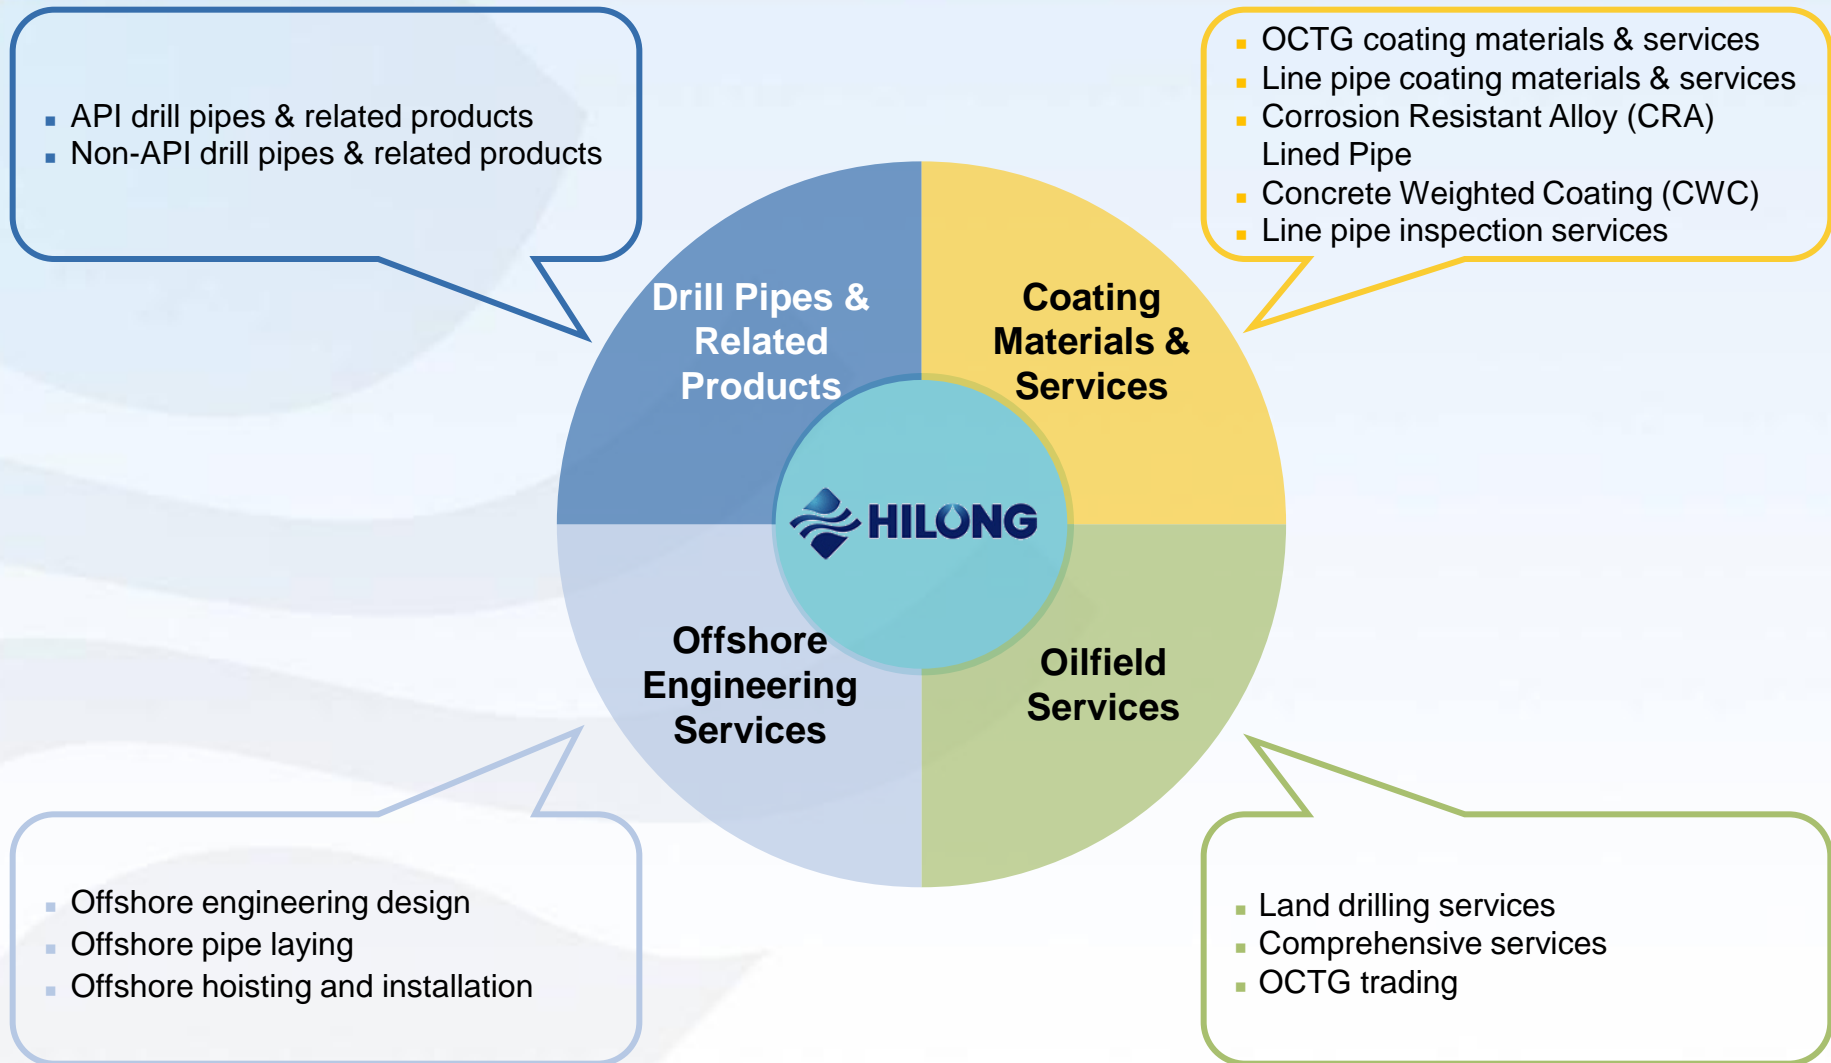 API drill pipes & related products
Non-API drill pipes & related products
OCTG coating materials & services
Line pipe coating materials & services
Corrosion Resistant Alloy (CRA)
Lined Pipe
Concrete Weighted Coating (CWC)
Line pipe inspection services
Drill Pipes &
Related
Products
Coating
Materials &
Services
HILONG
Offshore
Engineering
Services
Oilfield
Services
Offshore engineering design
Offshore pipe laying
Offshore hoisting and installation
Land drilling services
Comprehensive services
OCTG trading